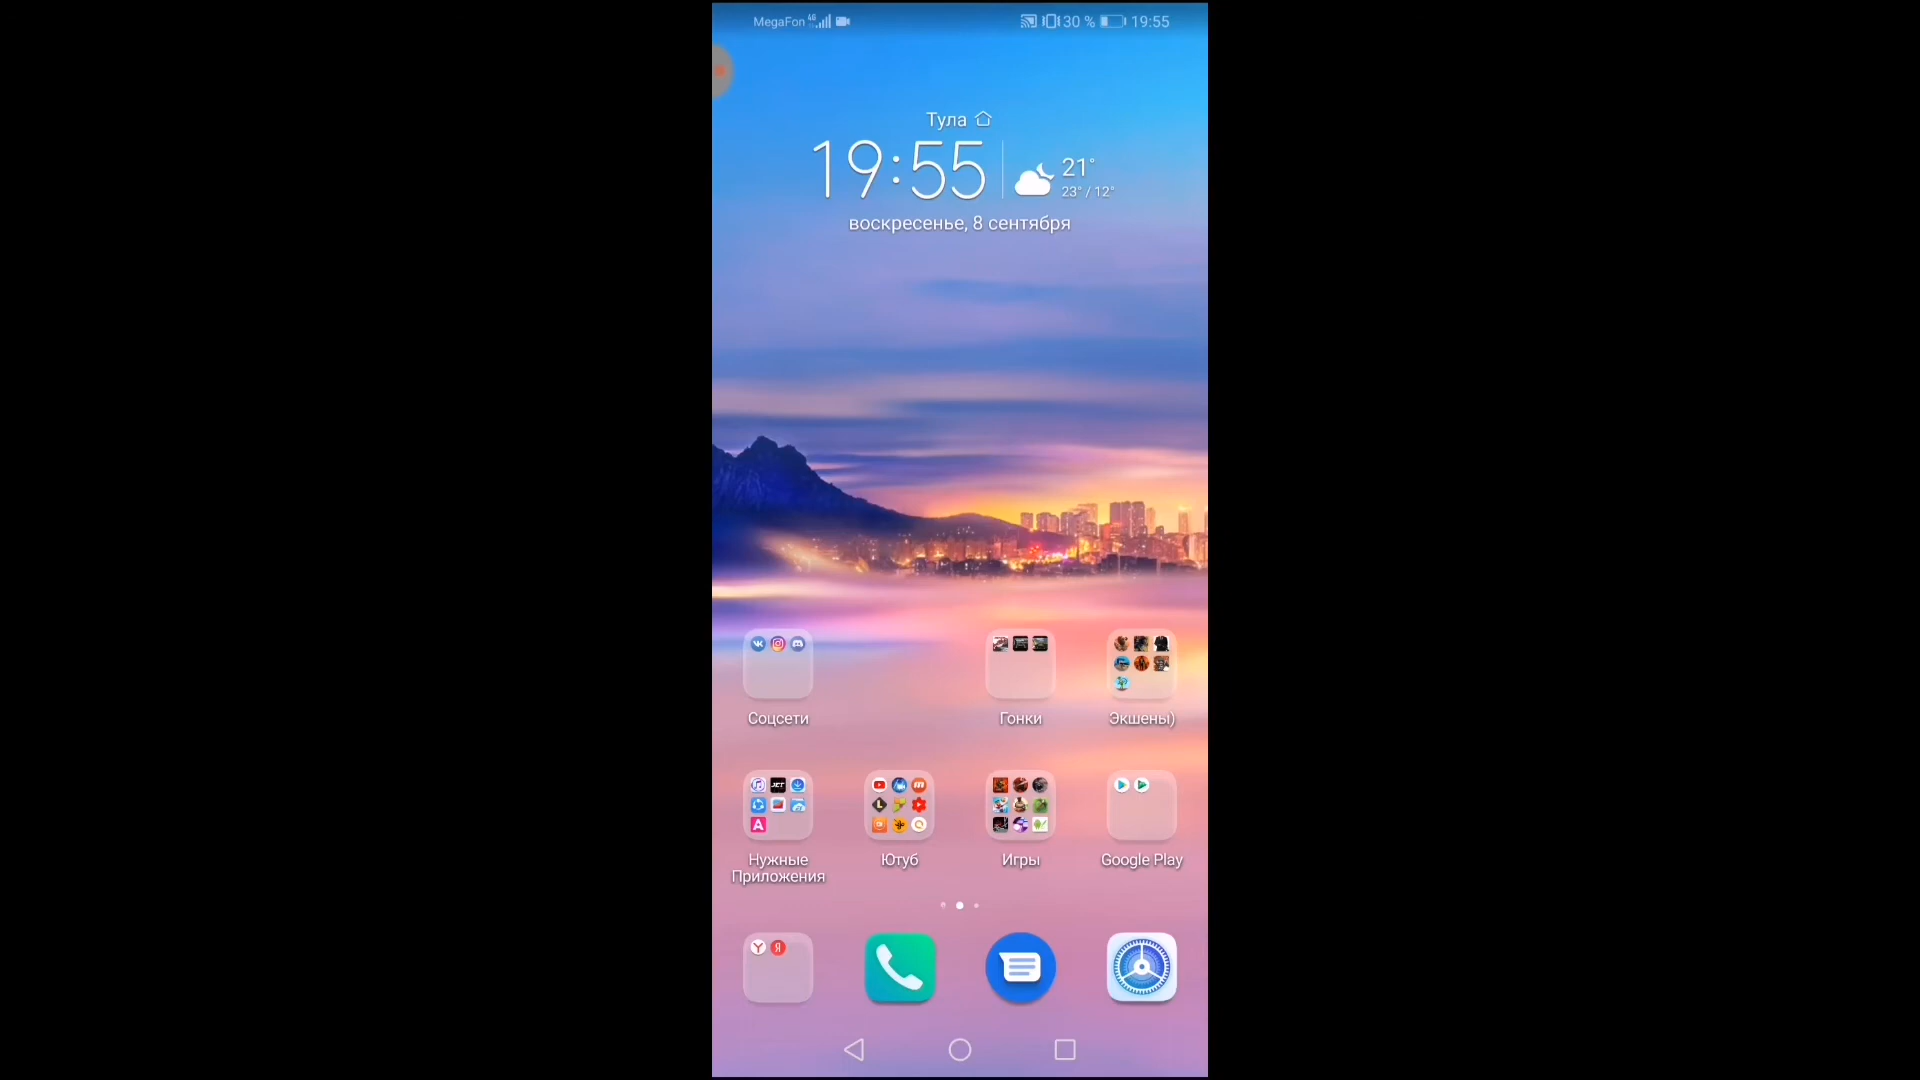 MegaFon 4G 30 % 19:55
Тула
19:55
21°
23° / 12°
воскресенье, 8 сентября
Соцсети
Гонки
Экшены)
Нужные
Приложения
Ютуб
Игры
Google Play